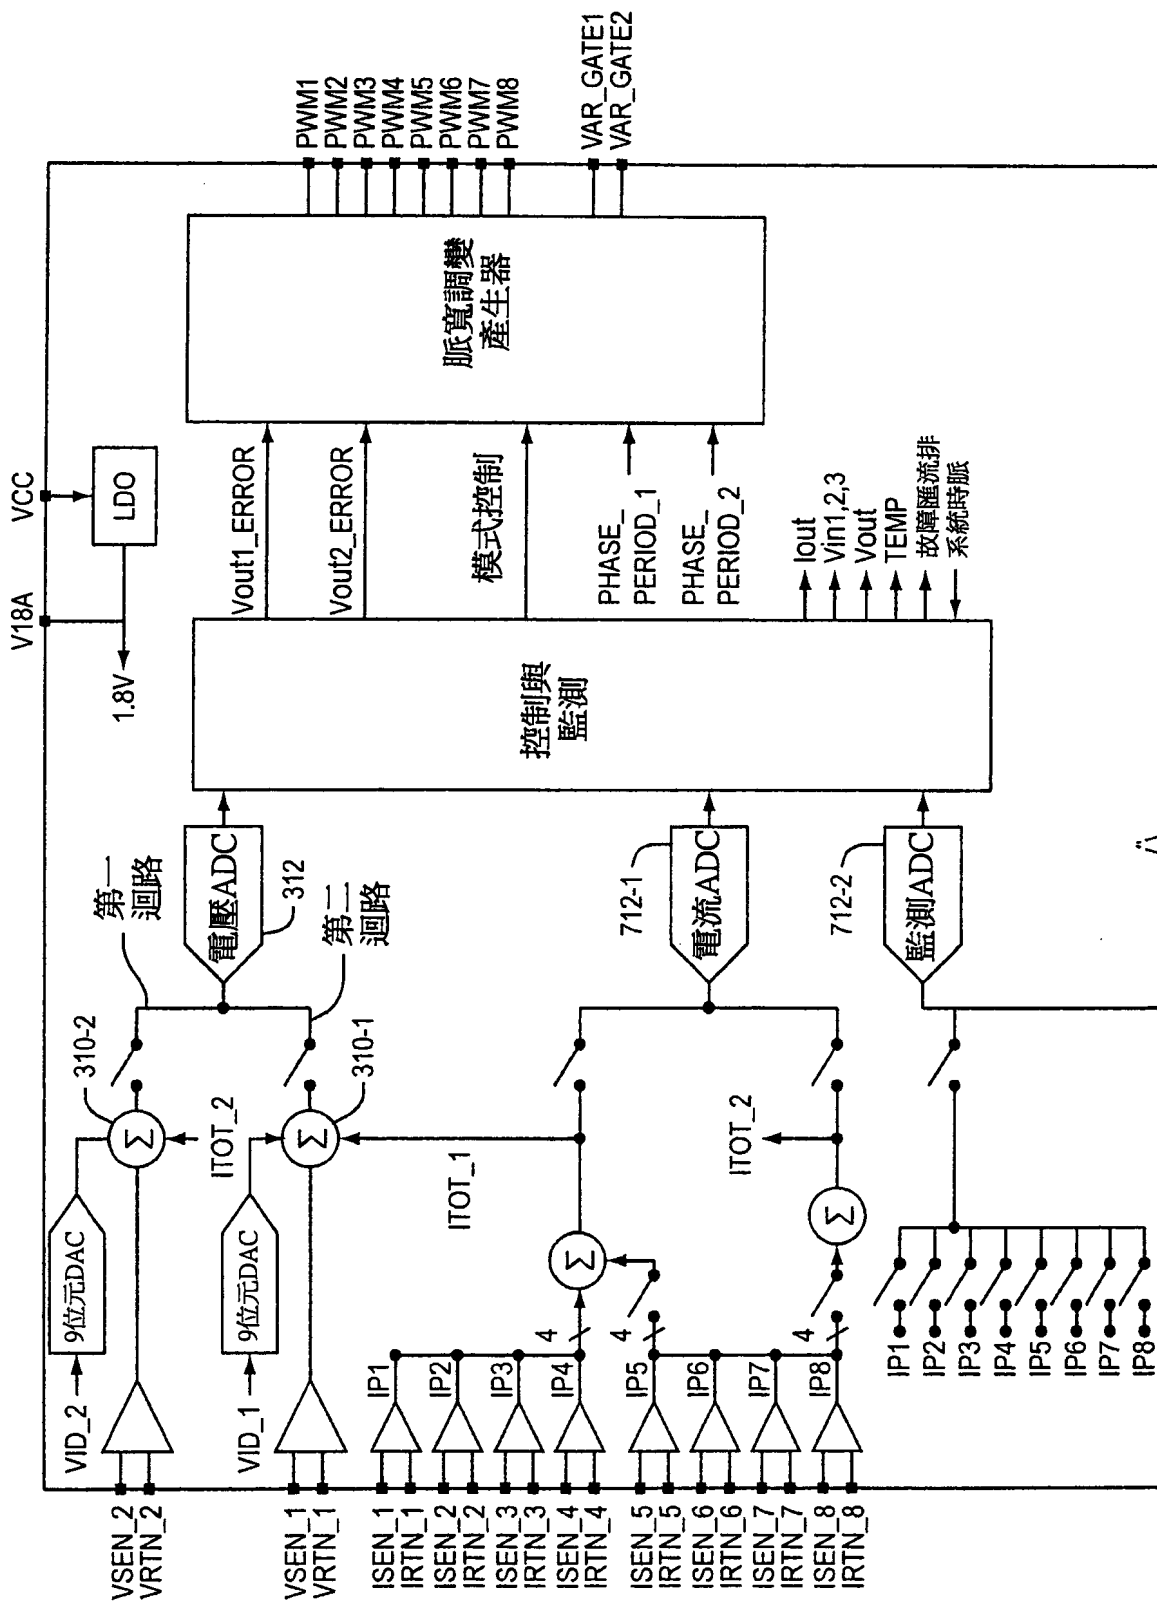 V18A
VCC
LDO
1.8V
VSEN_2
VRTN_2
VID_2
9位元DAC
310-2
ITOT_2
第一
迴路
電壓ADC
312
VSEN_1
VRTN_1
VID_1
9位元DAC
310-1
第二
迴路
ITOT_1
ISEN_1
IRTN_1
ISEN_2
IRTN_2
ISEN_3
IRTN_3
ISEN_4
IRTN_4
ISEN_5
IRTN_5
ISEN_6
IRTN_6
ISEN_7
IRTN_7
ISEN_8
IRTN_8
IP1
IP2
IP3
IP4
IP5
IP6
IP7
IP8
4
4
4
Σ
Σ
Σ
Σ
ITOT_2
712-1
電流ADC
712-2
監測ADC
IP1
IP2
IP3
IP4
IP5
IP6
IP7
IP8
控制與
監測
Vout1_ERROR
Vout2_ERROR
模式控制
PHASE_
PERIOD_1
PHASE_
PERIOD_2
Iout
Vin1,2,3
Vout
TEMP
故障匯流排
系統時脈
脈寬調變
產生器
PWM1
PWM2
PWM3
PWM4
PWM5
PWM6
PWM7
PWM8
VAR_GATE1
VAR_GATE2